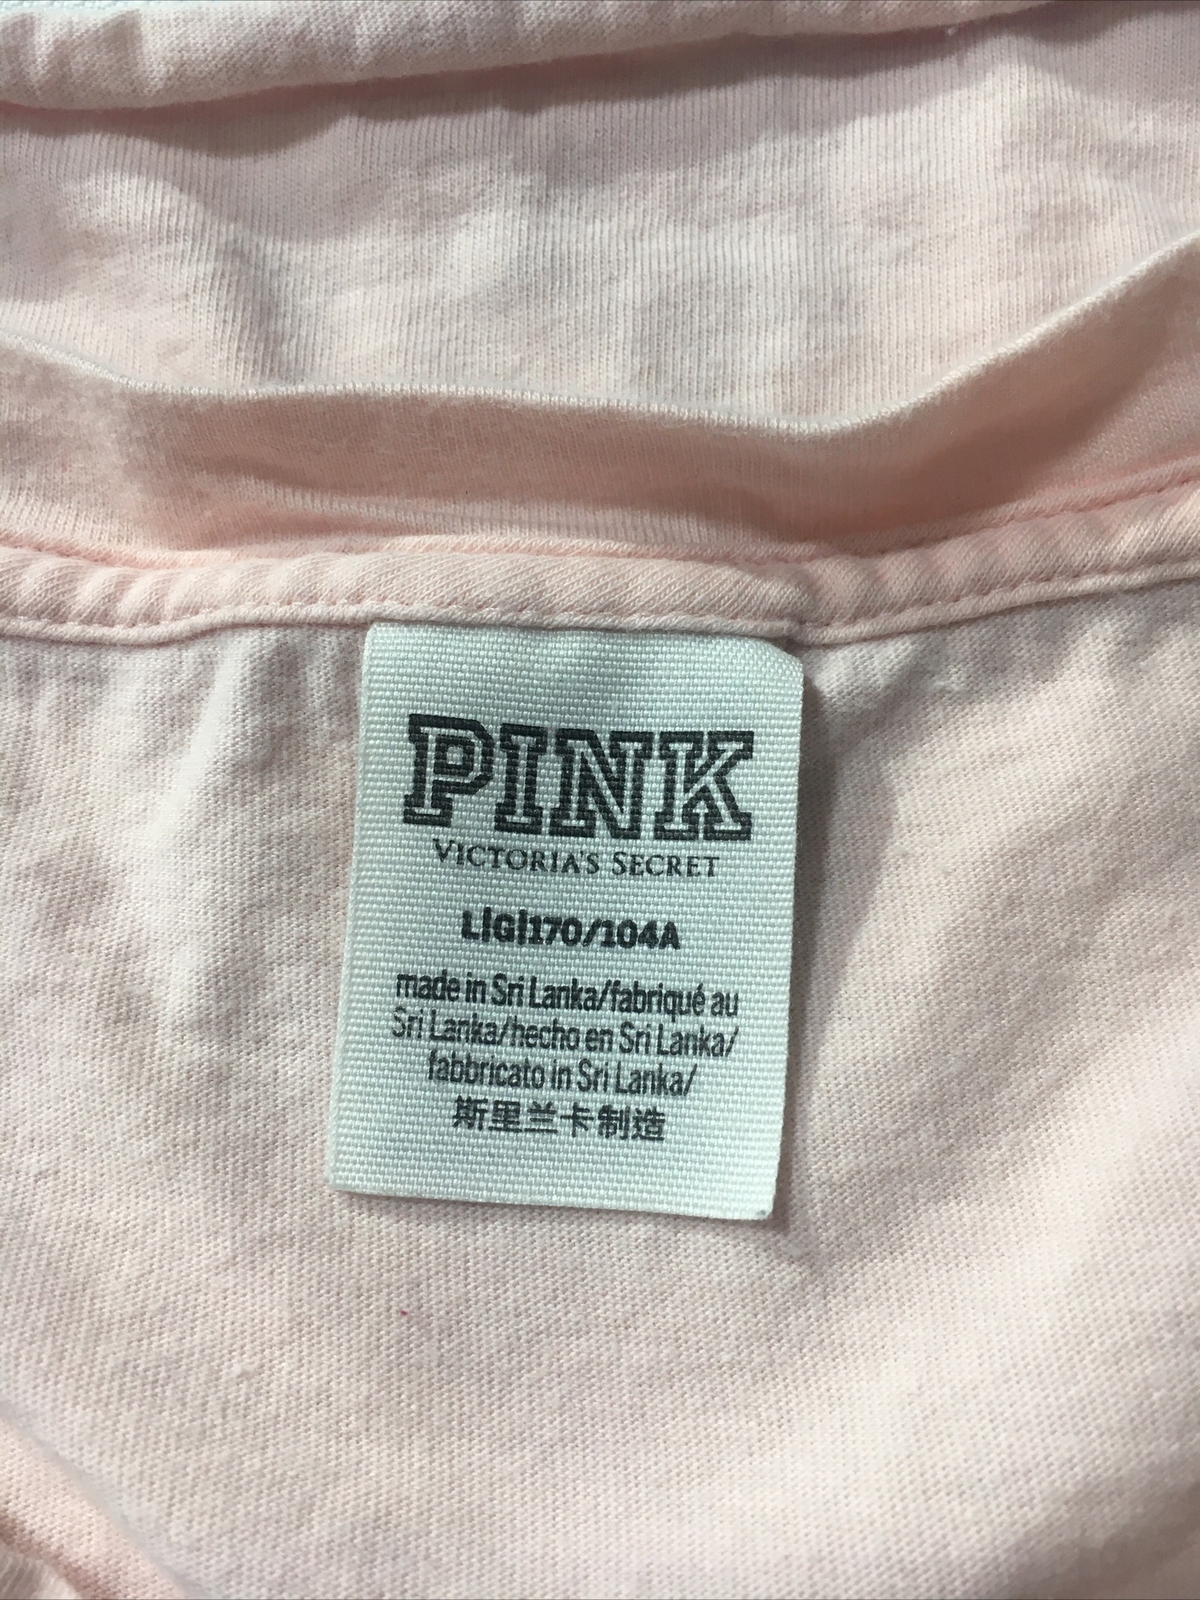 PINK
VICTORIA'S SECRET
L|G|170/104A
made in Sri Lanka/fabriqué au
Sri Lanka/hecho en Sri Lanka/
fabbricato in Sri Lanka/
斯里兰卡制造